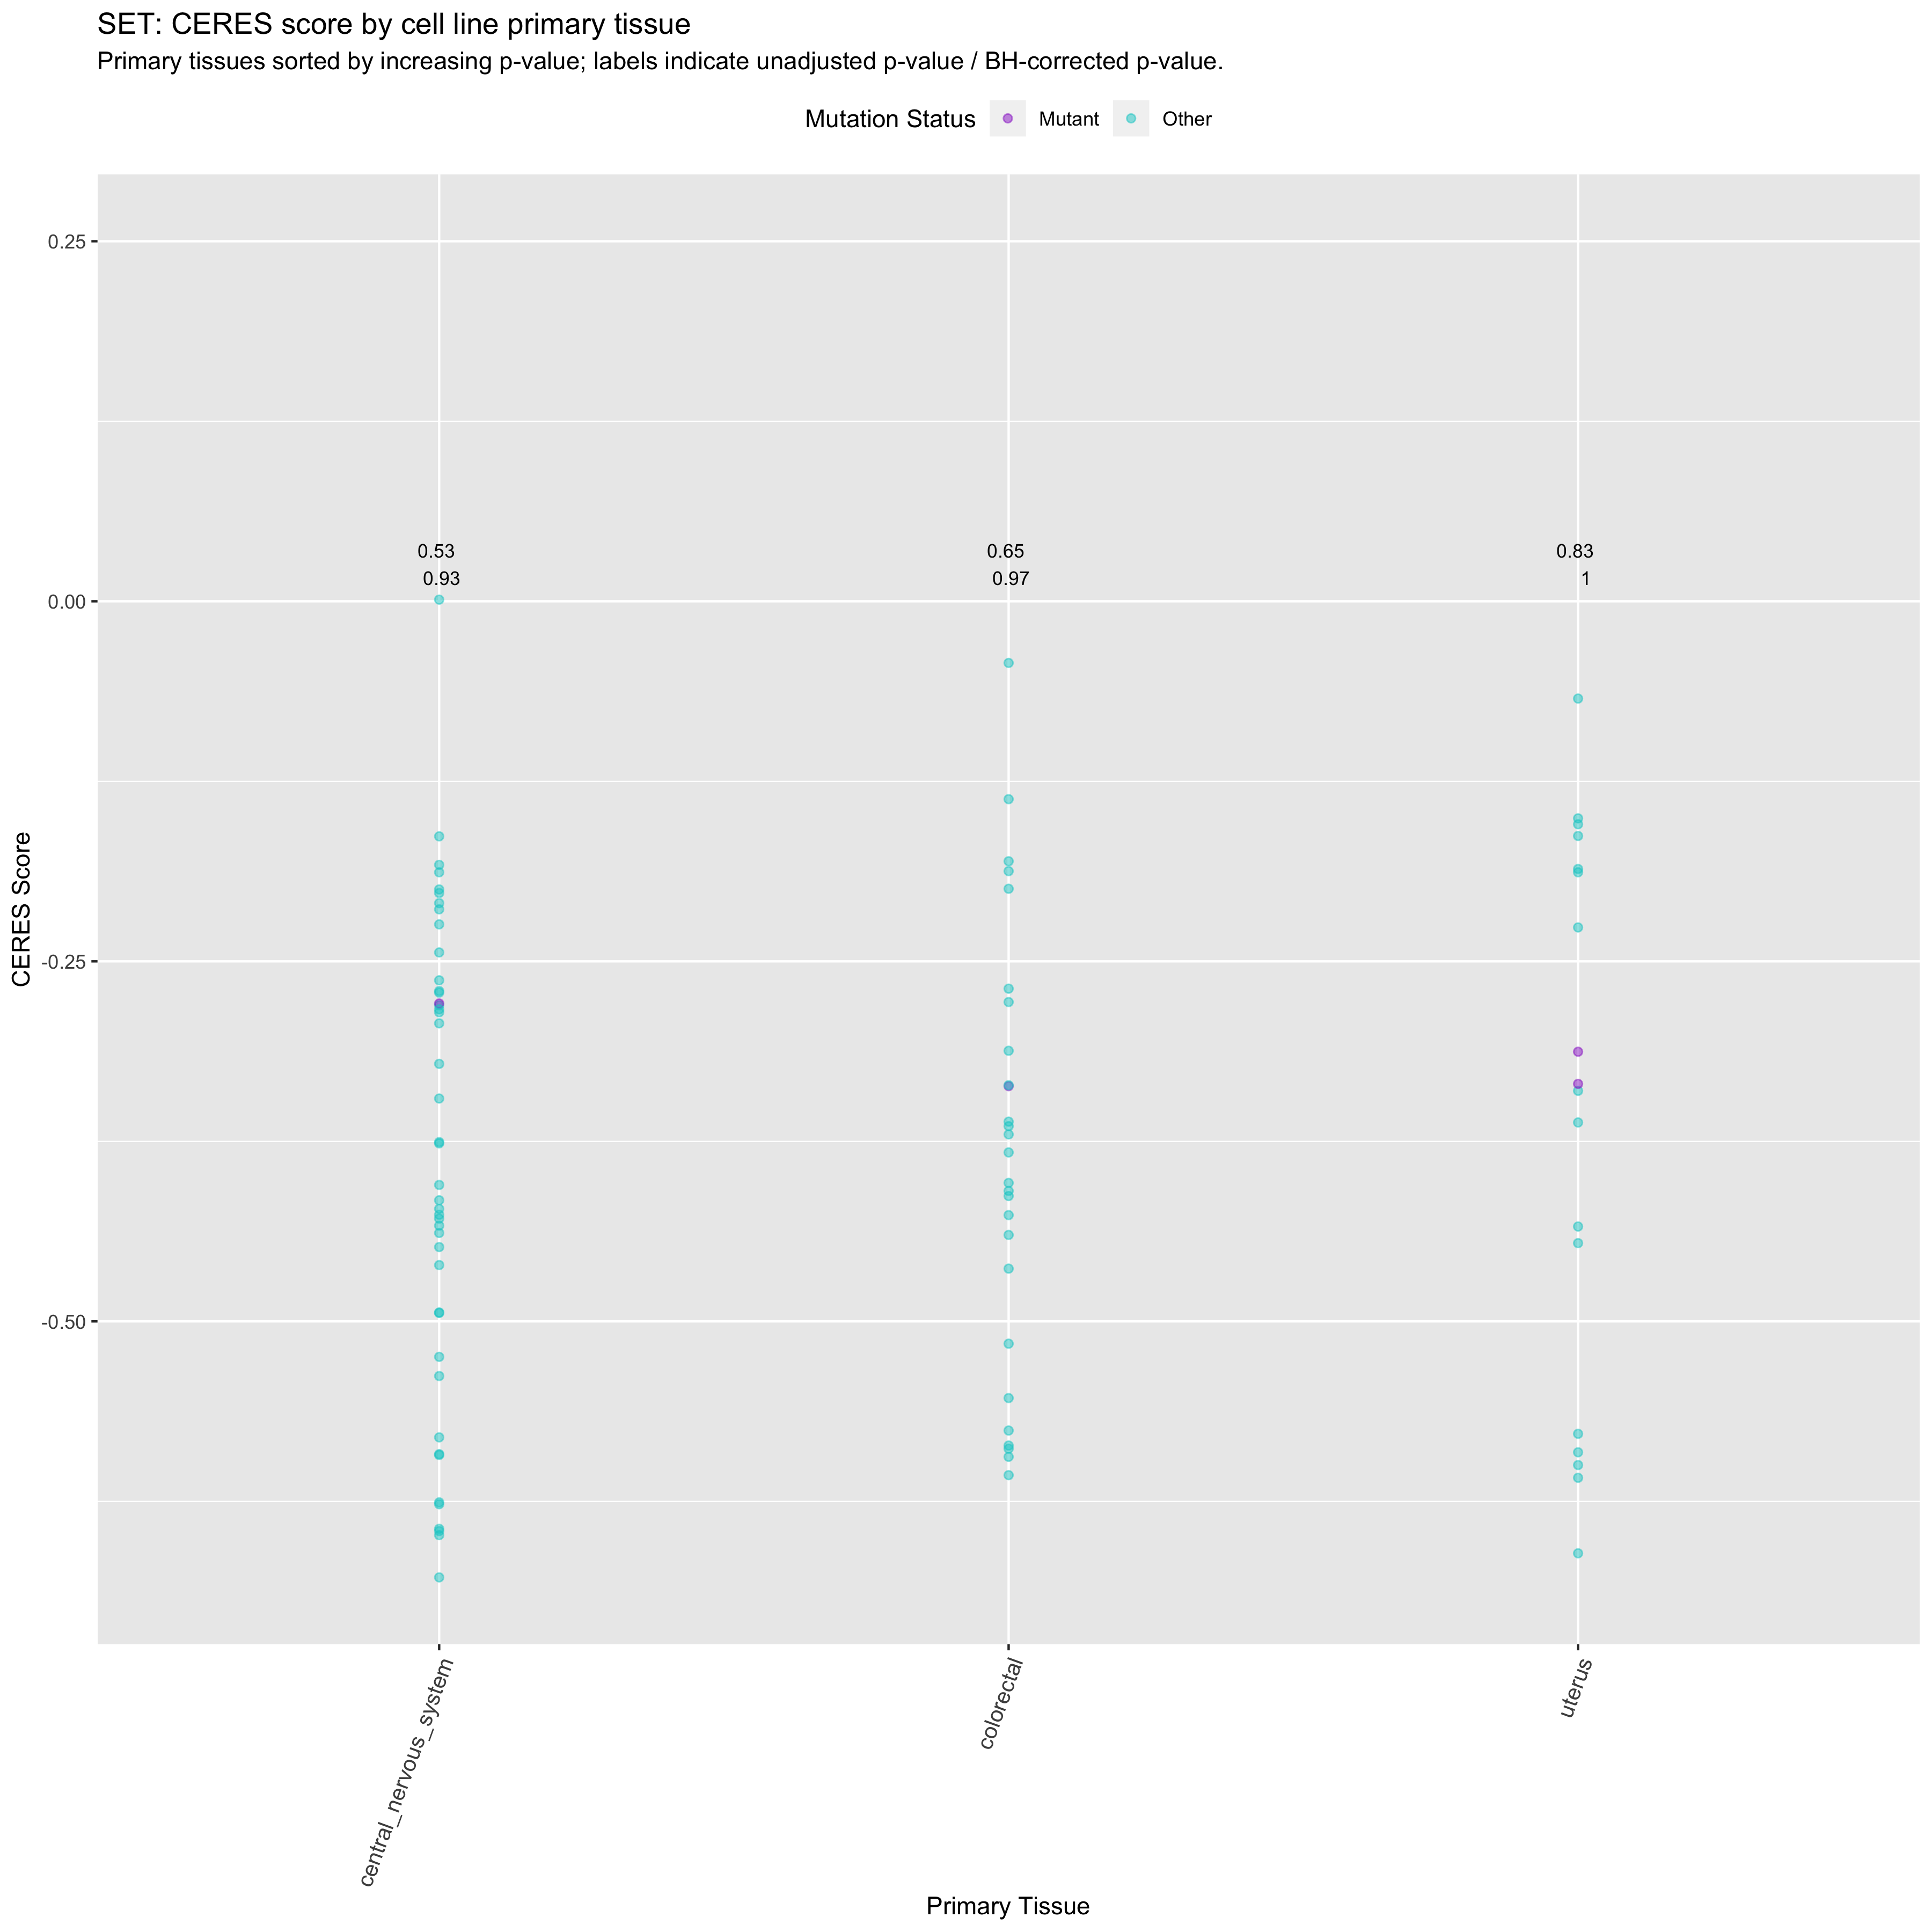 SET: CERES score by cell line primary tissue
Primary tissues sorted by increasing p-value; labels indicate unadjusted p-value / BH-corrected p-value.
Mutation Status Mutant Other
0.25
0.53 0.65 0.83
0.93 0.97 1
0.00
CERES Score
-0.25
-0.50
central_nervous_system colorectal uterus
Primary Tissue